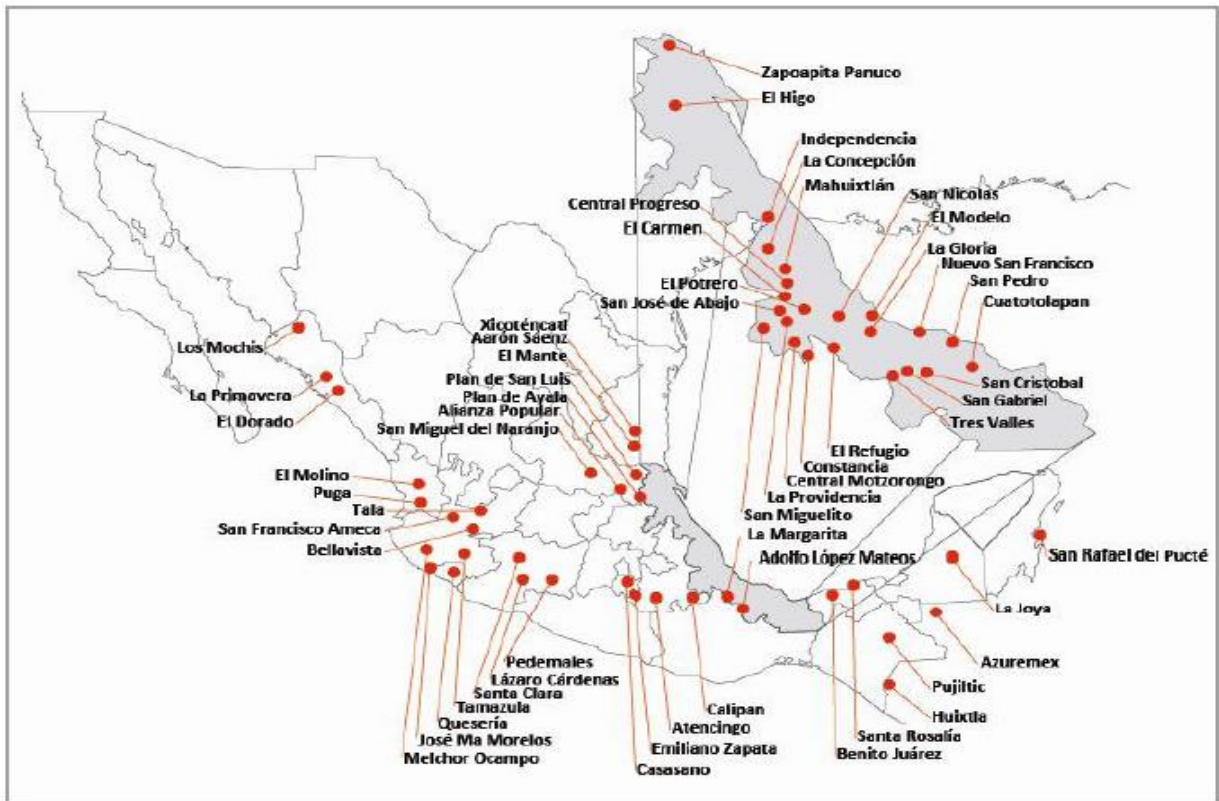 Zapoapita Panuco
El Higo
Independencia
La Concepción
Mahuixtlán
San Nicolas
Central Progreso
El Modelo
El Carmen
La Gloria
Nuevo San Francisco
El Potrero
San Pedro
San José de Abajo
Cuatotolapan
Xicoténcatl
Aarón Sáenz
El Mante
Los Mochis
Plan de San Luis
Plan de Ayala
Alianza Popular
San Miguel del Naranjo
La Primavera
El Dorado
San Cristobal
San Gabriel
Tres Valles
El Refugio
Constancia
Central Motzorongo
La Providencia
San Miguelito
La Margarita
Adolfo López Mateos
El Molino
Puga
Tala
San Francisco Ameca
Bellavista
San Rafael del Pucté
La Joya
Azuremex
Pujiltic
Huixtla
Santa Rosalía
Benito Juárez
Pedernales
Lázaro Cárdenas
Santa Clara
Tamazula
Quesería
José Ma Morelos
Melchor Ocampo
Calipan
Atencingo
Emiliano Zapata
Casasano